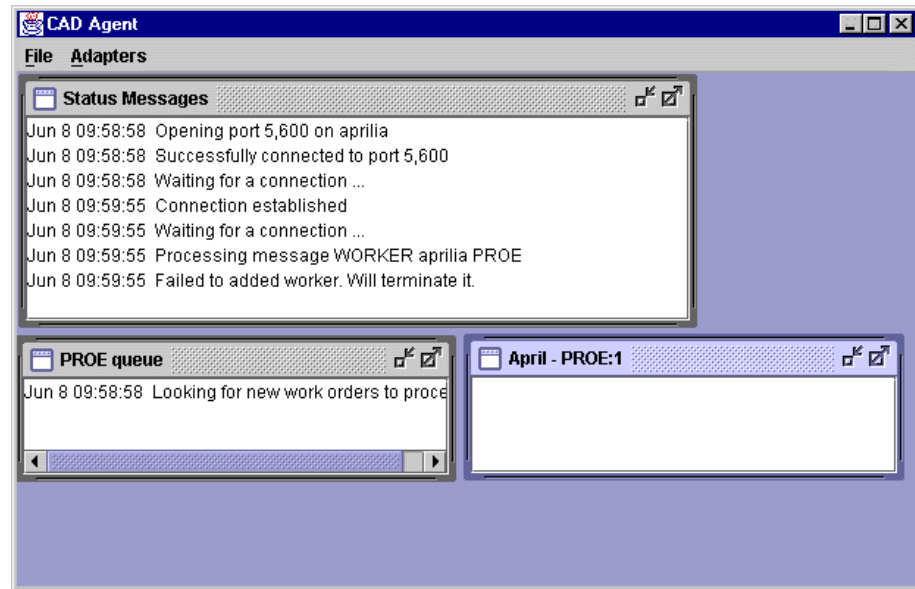 CAD Agent
File Adapters
Status Messages
Jun 8 09:58:58 Opening port 5,600 on aprilia
Jun 8 09:58:58 Successfully connected to port 5,600
Jun 8 09:58:58 Waiting for a connection ...
Jun 8 09:59:55 Connection established
Jun 8 09:59:55 Waiting for a connection ...
Jun 8 09:59:55 Processing message WORKER aprilia PROE
Jun 8 09:59:55 Failed to added worker. Will terminate it.
PROE queue
Jun 8 09:58:58 Looking for new work orders to proce
April - PROE:1